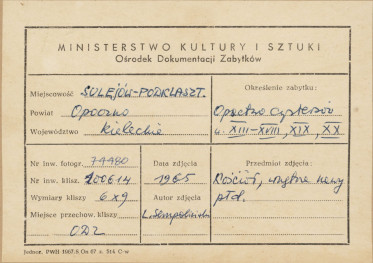 MINISTERSTWO KULTURY I SZTUKI
Ośrodek Dokumentacji Zabytków
Miejscowość SULEJÓW-PODKLASZT.
Powiat Opoczno
Województwo kieleckie
Określenie zabytku:
Opactwo cystersów
w. XIII-XVIII, XIX, XX
Nr inw. fotogr. 79980
Nr inw. klisz. 100614
Wymiary kliszy 6x9
Miejsce przechow. kliszy
ODZ
Data zdjęcia
1965
Autor zdjęcia
Przedmiot zdjęcia:
Kościół, wnętrze nawy
płd.